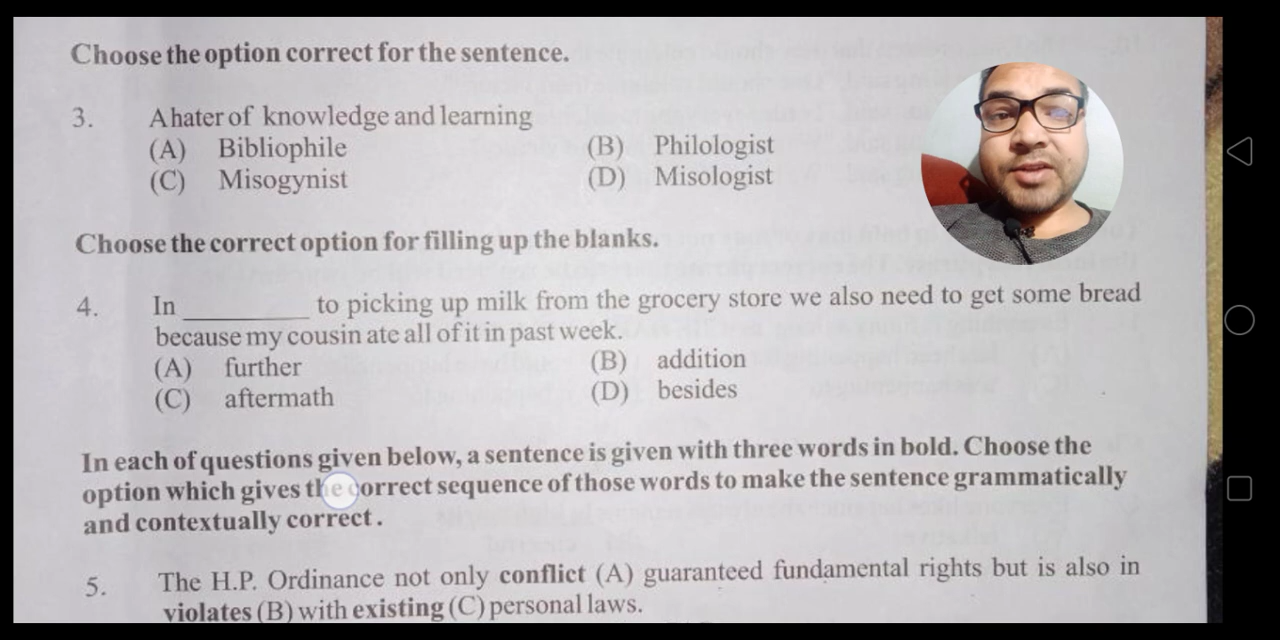 Choose the option correct for the sentence.
3. A hater of knowledge and learning
(A) Bibliophile (B) Philologist
(C) Misogynist (D) Misologist
Choose the correct option for filling up the blanks.
4. In __________ to picking up milk from the grocery store we also need to get some bread
because my cousin ate all of it in past week.
(A) further (B) addition
(C) aftermath (D) besides
In each of questions given below, a sentence is given with three words in bold. Choose the
option which gives the correct sequence of those words to make the sentence grammatically
and contextually correct.
5. The H.P. Ordinance not only conflict (A) guaranteed fundamental rights but is also in
violates (B) with existing (C) personal laws.